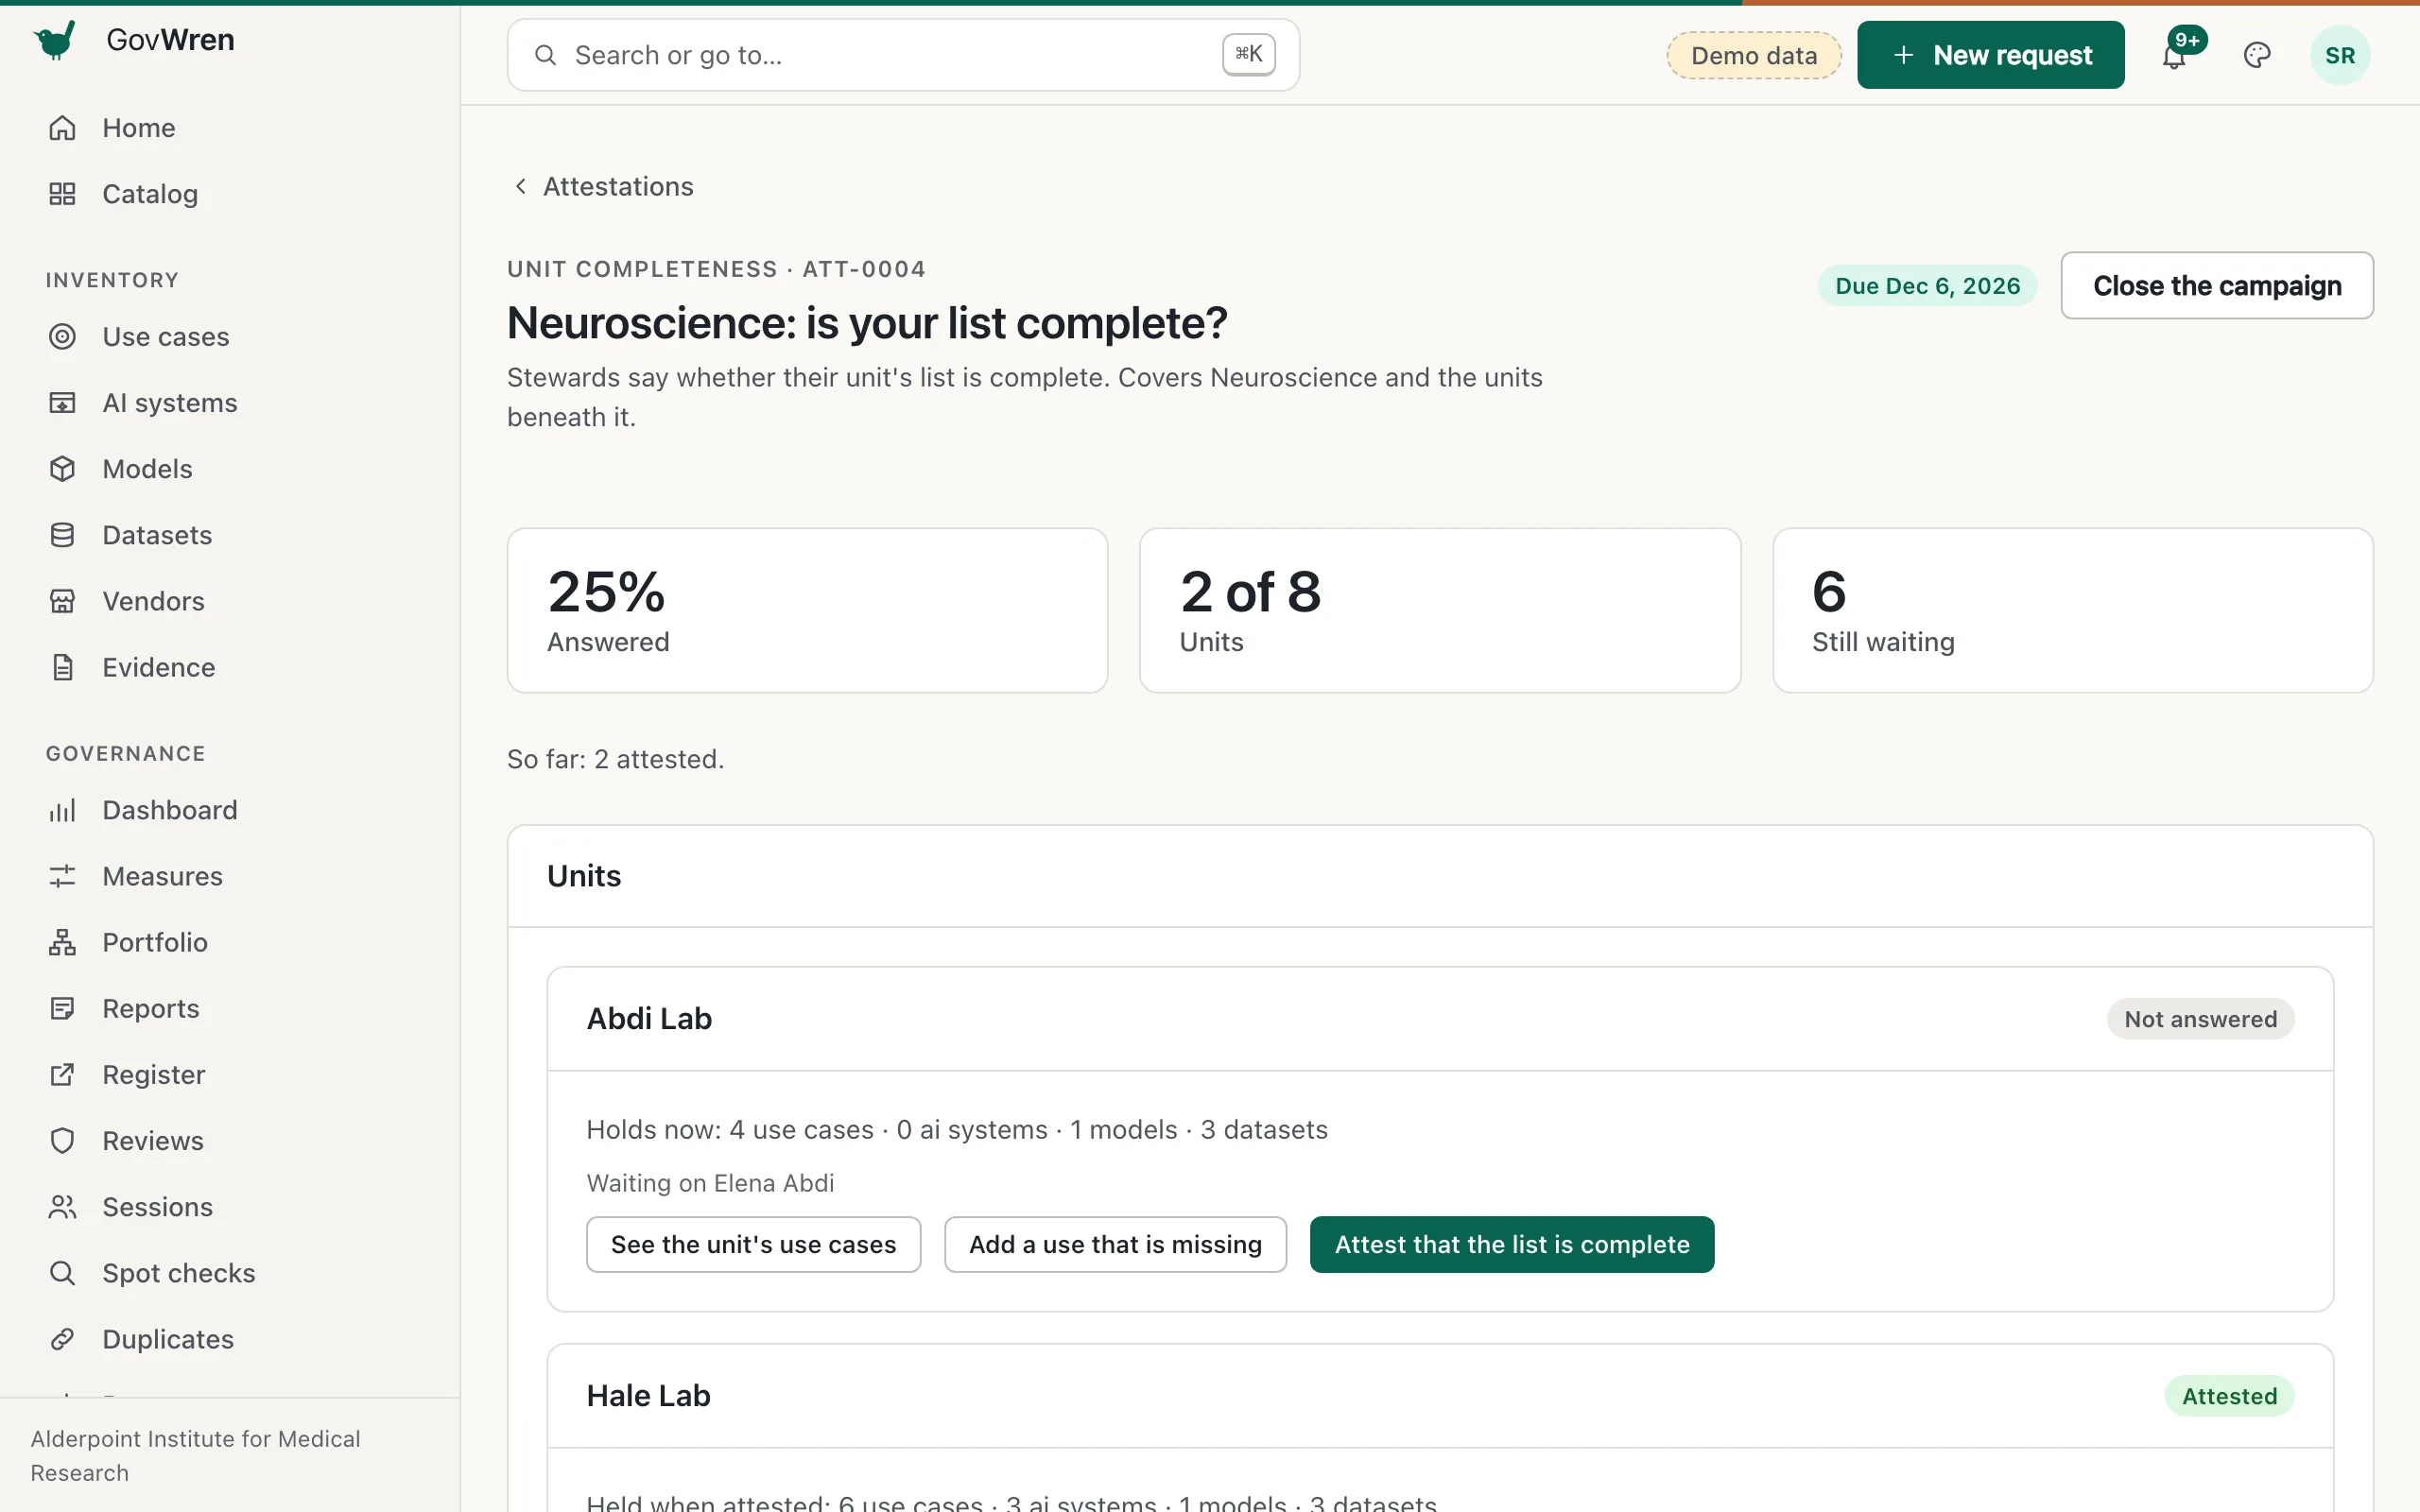 GovWren
Search or go to...
⌘K
Demo data
+ New request
9+
SR
Home
Catalog
INVENTORY
Use cases
AI systems
Models
Datasets
Vendors
Evidence
GOVERNANCE
Dashboard
Measures
Portfolio
Reports
Register
Reviews
Sessions
Spot checks
Duplicates
Alderpoint Institute for Medical
Research
Attestations
UNIT COMPLETENESS · ATT-0004
Neuroscience: is your list complete?
Stewards say whether their unit's list is complete. Covers Neuroscience and the units
beneath it.
Due Dec 6, 2026
Close the campaign
25%
Answered
2 of 8
Units
6
Still waiting
So far: 2 attested.
Units
Abdi Lab
Not answered
Holds now: 4 use cases · 0 ai systems · 1 models · 3 datasets
Waiting on Elena Abdi
See the unit's use cases
Add a use that is missing
Attest that the list is complete
Hale Lab
Attested
Held when attested: 6 use cases · 3 ai systems · 1 models · 3 datasets